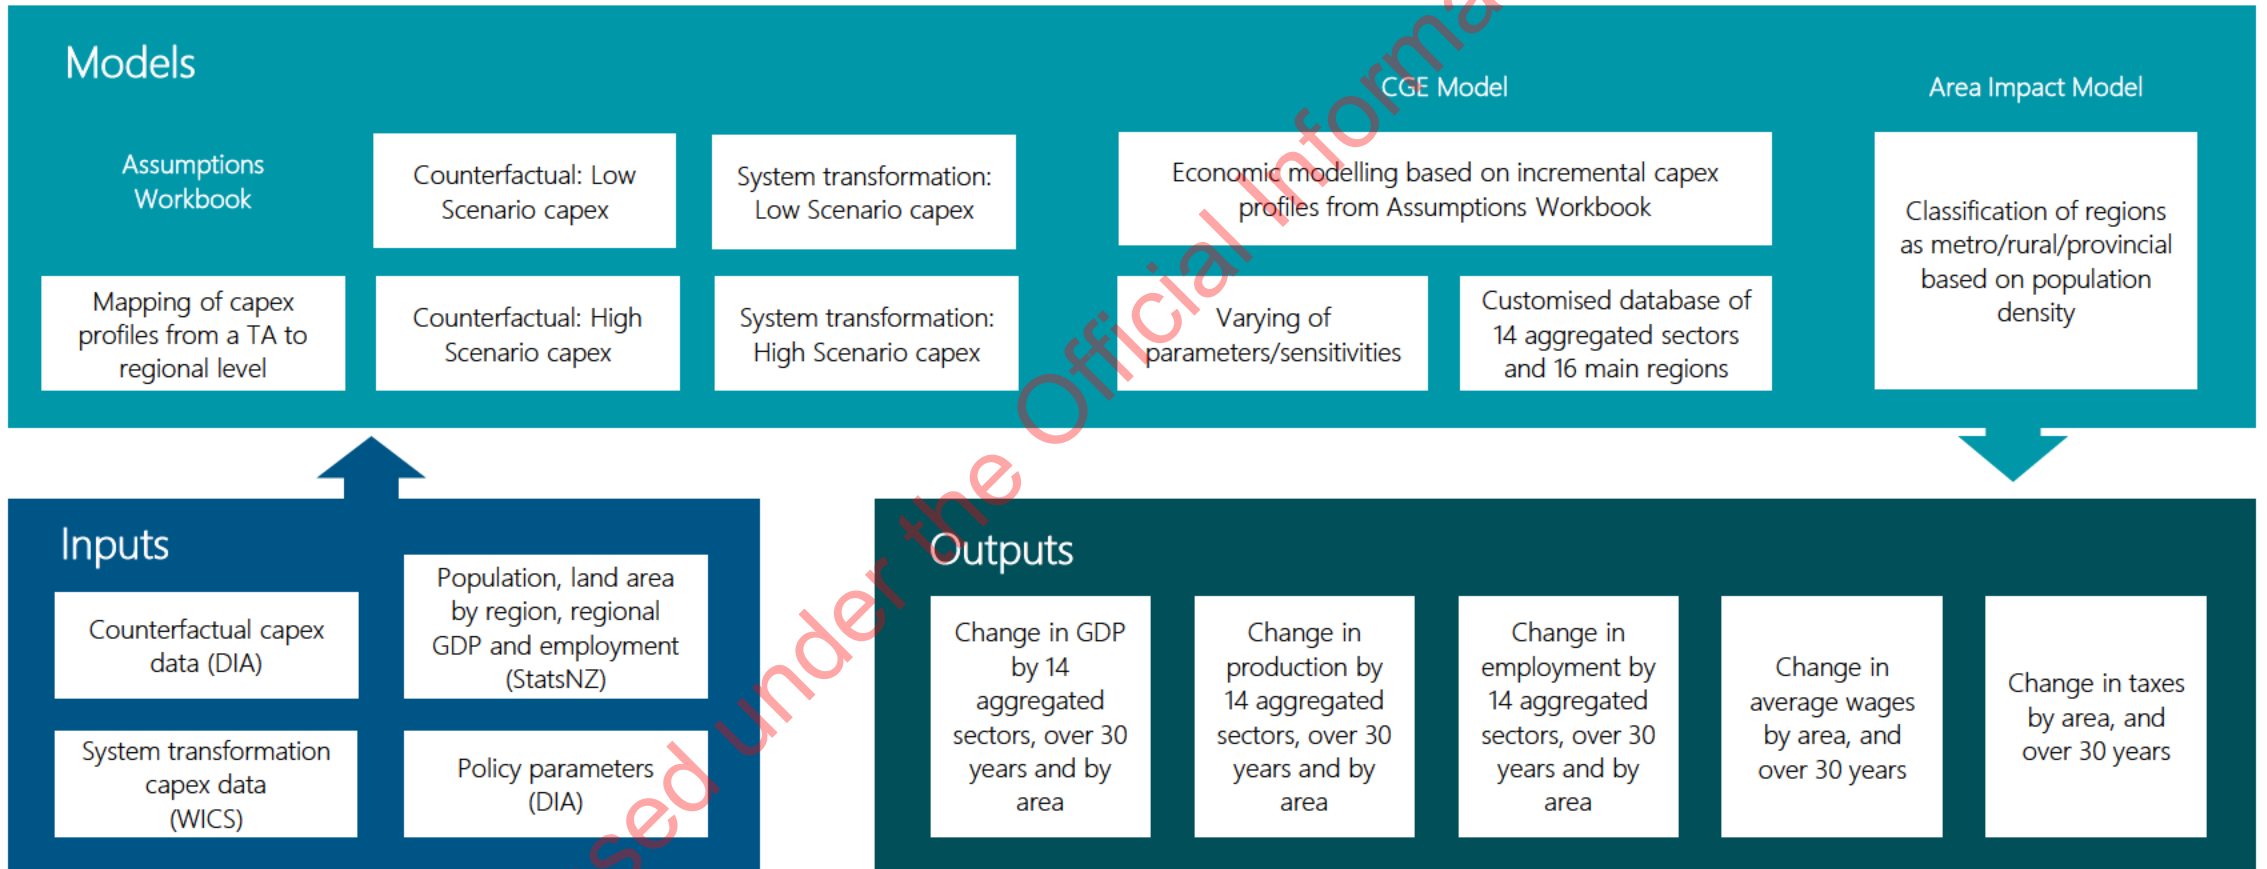 Models
Assumptions
Workbook
Mapping of capex
profiles from a TA to
regional level
Counterfactual: Low
Scenario capex
Counterfactual: High
Scenario capex
System transformation:
Low Scenario capex
System transformation:
High Scenario capex
CGE Model
Economic modelling based on incremental capex
profiles from Assumptions Workbook
Varying of
parameters/sensitivities
Customised database of
14 aggregated sectors
and 16 main regions
Area Impact Model
Classification of regions
as metro/rural/provincial
based on population
density
Inputs
Counterfactual capex
data (DIA)
Population, land area
by region, regional
GDP and employment
(StatsNZ)
System transformation
capex data
(WICS)
Policy parameters
(DIA)
Outputs
Change in GDP
by 14
aggregated
sectors, over 30
years and by
area
Change in
production by
14 aggregated
sectors, over 30
years and by
area
Change in
employment by
14 aggregated
sectors, over 30
years and by
area
Change in
average wages
by area, and
over 30 years
Change in taxes
by area, and
over 30 years
sed under the Official Informa